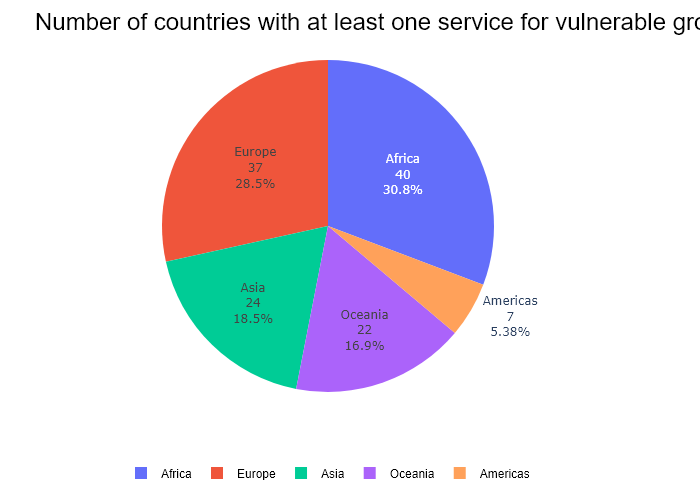 Number of countries with at least one service for vulnerable
Europe
37
28.5%
Africa
40
30.8%
Asia
24
18.5%
Oceania
22
16.9%
Americas
7
5.38%
Africa Europe Asia Oceania Americas